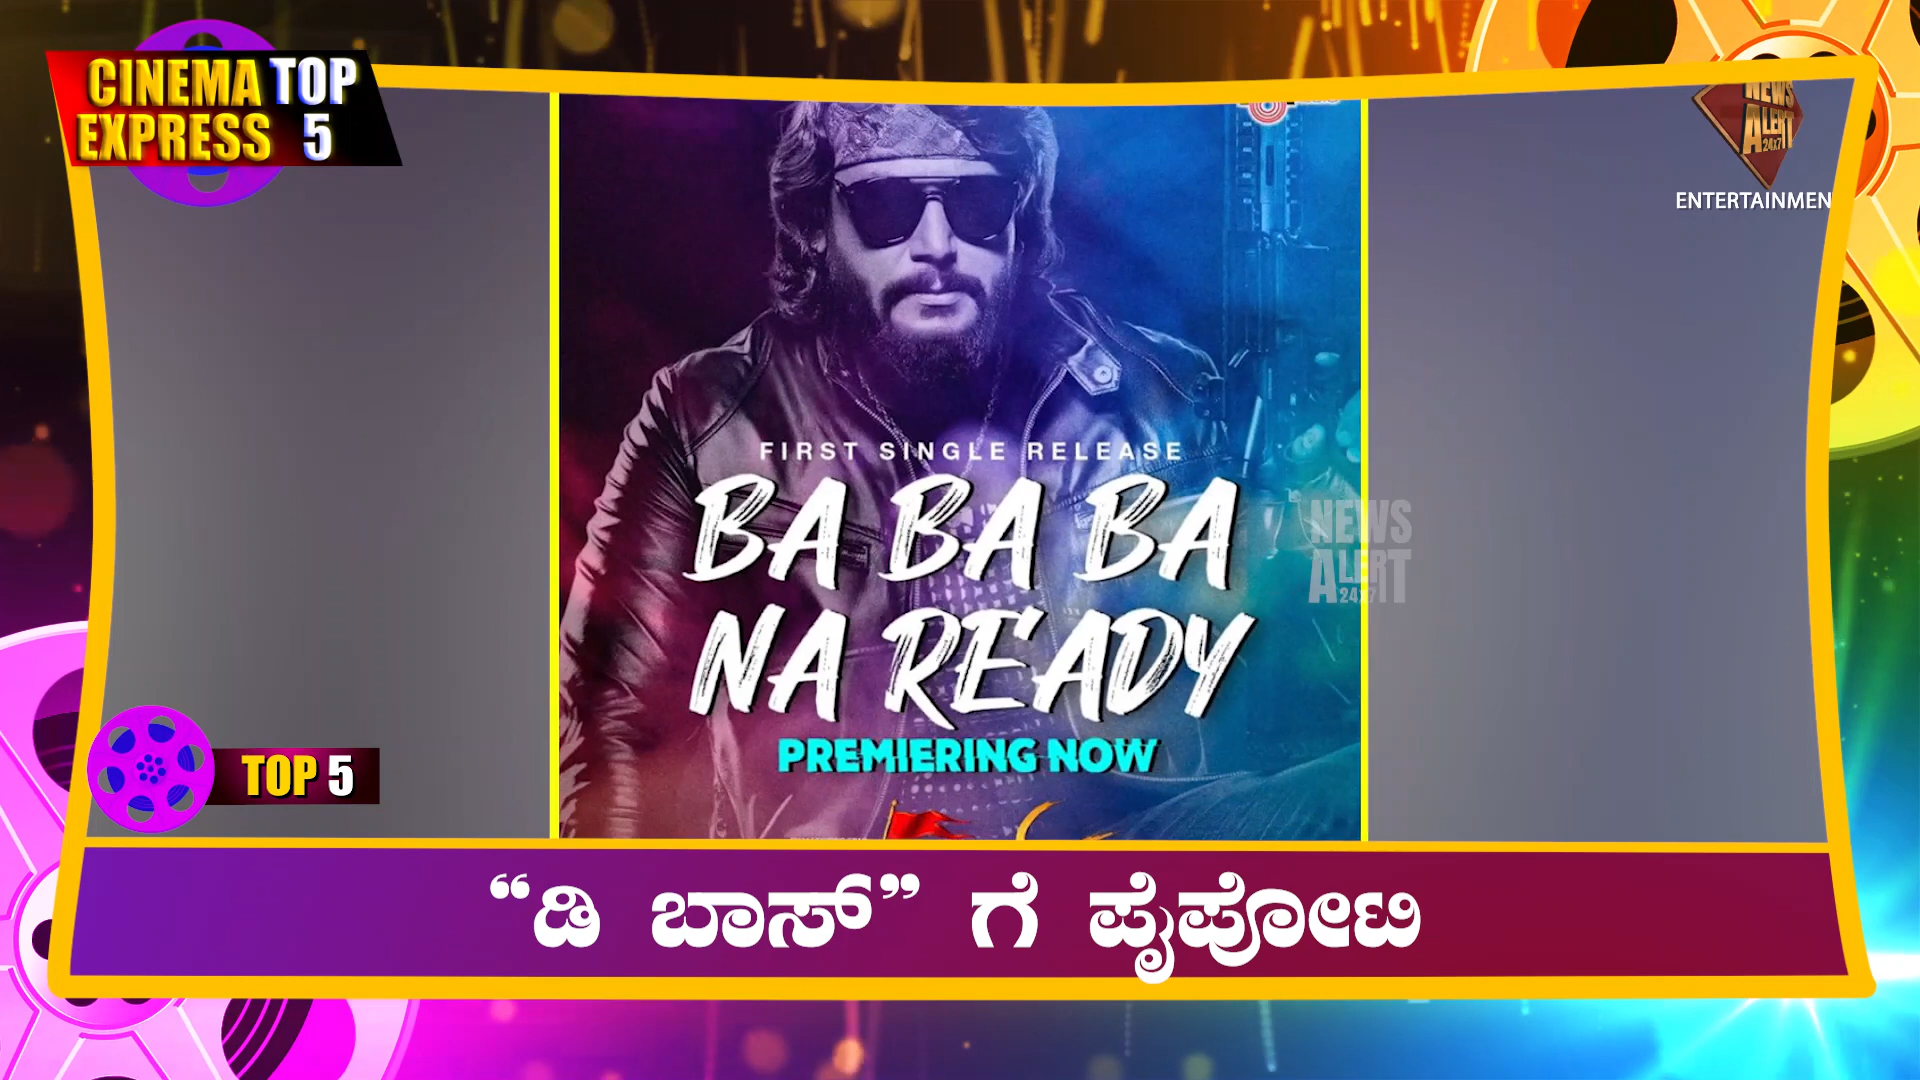 CINEMA TOP
EXPRESS 5
NEWS
ALERT
24x7
ENTERTAINMEN
FIRST SINGLE RELEASE
BA BA BA
NA READY
PREMIERING NOW
NEWS
ALERT
24x7
TOP 5
“ಡಿ ಬಾಸ್” ಗೆ ಪೈಪೋಟಿ